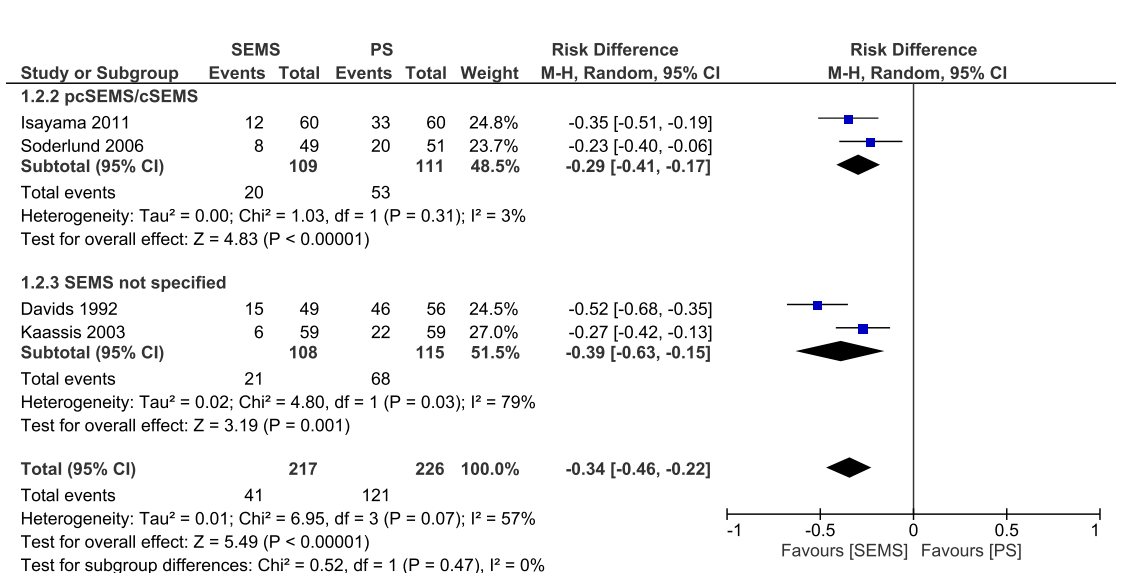 SEMS PS Risk Difference Risk Difference
Study or Subgroup Events Total Events Total Weight M-H, Random, 95% CI M-H, Random, 95% CI
1.2.2 pcSEMS/cSEMS
Isayama 2011 12 60 33 60 24.8% -0.35 [-0.51, -0.19]
Soderlund 2006 8 49 20 51 23.7% -0.23 [-0.40, -0.06]
Subtotal (95% CI) 109 111 48.5% -0.29 [-0.41, -0.17]
Total events 20 53
Heterogeneity: Tau² = 0.00; Chi² = 1.03, df = 1 (P = 0.31); I² = 3%
Test for overall effect: Z = 4.83 (P < 0.00001)
1.2.3 SEMS not specified
Davids 1992 15 49 46 56 24.5% -0.52 [-0.68, -0.35]
Kaassis 2003 6 59 22 59 27.0% -0.27 [-0.42, -0.13]
Subtotal (95% CI) 108 115 51.5% -0.39 [-0.63, -0.15]
Total events 21 68
Heterogeneity: Tau² = 0.02; Chi² = 4.80, df = 1 (P = 0.03); I² = 79%
Test for overall effect: Z = 3.19 (P = 0.001)
Total (95% CI) 217 226 100.0% -0.34 [-0.46, -0.22]
Total events 41 121
Heterogeneity: Tau² = 0.01; Chi² = 6.95, df = 3 (P = 0.07); I² = 57%
Test for overall effect: Z = 5.49 (P < 0.00001)
Test for subgroup differences: Chi² = 0.52, df = 1 (P = 0.47), I² = 0%
-1 -0.5 0 0.5 1
Favours [SEMS] Favours [PS]